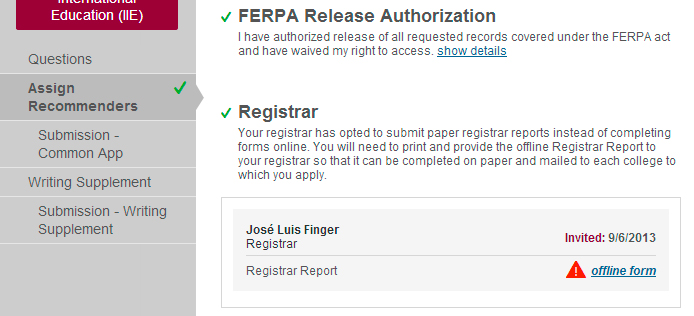 International
Education (IIE)
Questions
Assign
Recommenders
Submission -
Common App
Writing Supplement
Submission - Writing
Supplement
FERPA Release Authorization
I have authorized release of all requested records covered under the FERPA act
and have waived my right to access. show details
Registrar
Your registrar has opted to submit paper registrar reports instead of completing
forms online. You will need to print and provide the offline Registrar Report to
your registrar so that it can be completed on paper and mailed to each college to
which you apply.
José Luis Finger
Registrar
Invited: 9/6/2013
Registrar Report
offline form